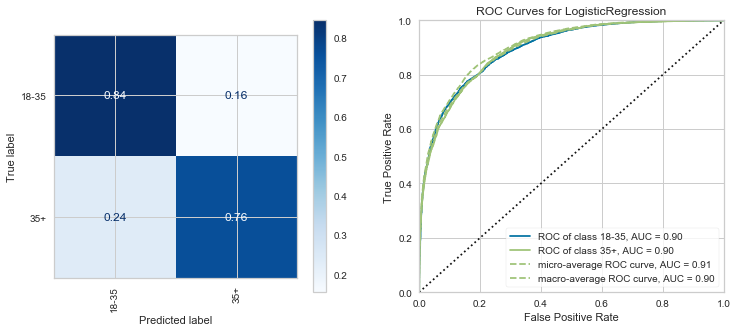 True label
18-35
35+
0.84
0.16
0.24
0.76
18-35
35+
Predicted label
0.8
0.7
0.6
0.5
0.4
0.3
0.2
ROC Curves for LogisticRegression
True Positive Rate
1.0
0.8
0.6
0.4
0.2
0.0
ROC of class 18-35, AUC = 0.90
ROC of class 35+, AUC = 0.90
micro-average ROC curve, AUC = 0.91
macro-average ROC curve, AUC = 0.90
0.0 0.2 0.4 0.6 0.8 1.0
False Positive Rate